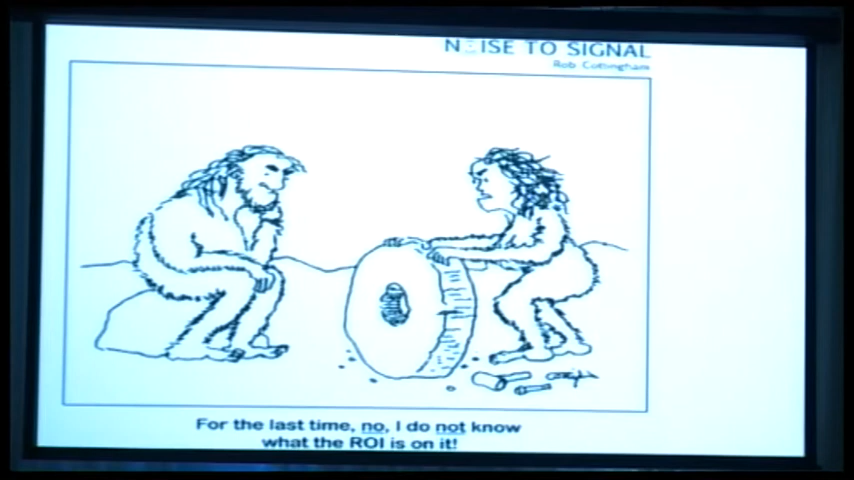 NOISE TO SIGNAL
Rob Cottingham
For the last time, no, I do not know
what the ROI is on it!